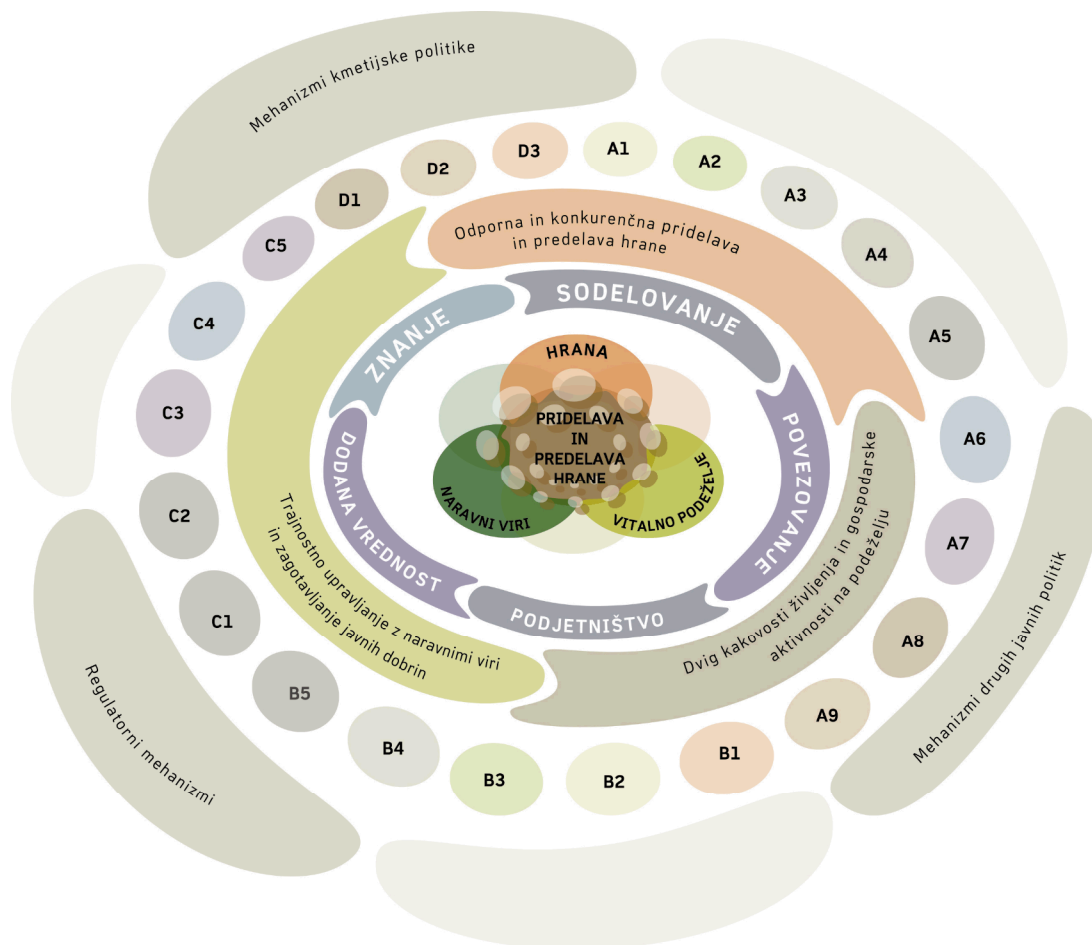 Mehanizmi kmetijske politike
D3
A1
A2
D2
A3
D1
A4
C5
A5
C4
A6
C3
A7
C2
A8
C1
A9
B5
B1
B4
B2
B3
Odporna in konkurenčna pridelava
in predelava hrane
SODELOVANJE
ZNANJE
POVEZOVANJE
DODANA VREDNOST
PODJETNIŠTVO
HRANA
PRIDELAVA
IN
PREDELAVA
HRANE
NARAVNI VIRI
VITALNO PODEŽELJE
Trajnostno upravljanje z naravnimi viri
in zagotavljanje javnih dobrin
Dvig kakovosti življenja in gospodarske
aktivnosti na podeželju
Regulatorni mehanizmi
Mehanizmi drugih javnih politik